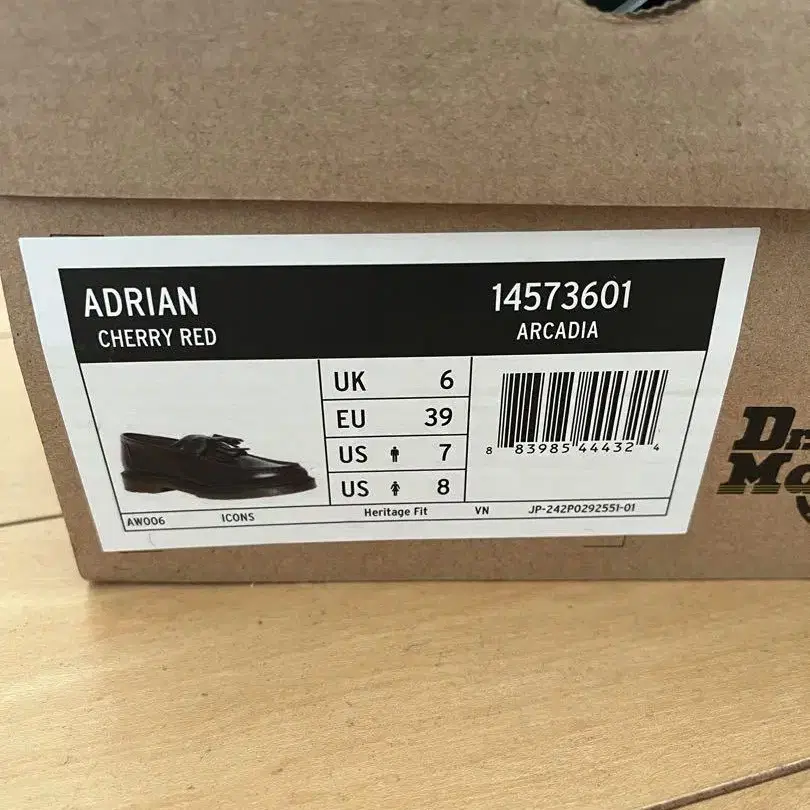 ADRIAN
CHERRY RED
14573601
ARCADIA
UK 6
EU 39
US 7
US 8
8 83985 44432 4
AW006 ICONS Heritage Fit VN JP-242P0292551-01